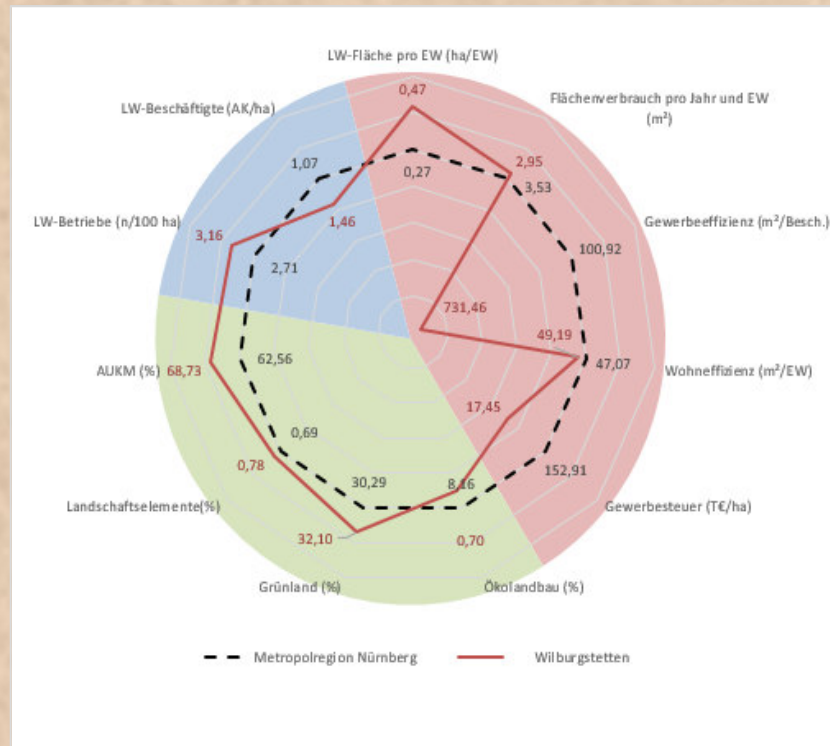 LW-Fläche pro EW (ha/EW)
0,47
0,27
Flächenverbrauch pro Jahr und EW
(m²)
2,95
3,53
Gewerbeeffizienz (m²/Besch.)
100,92
731,46
Wohneffizienz (m²/EW)
49,19
47,07
Gewerbesteuer (T€/ha)
17,45
152,91
Ökolandbau (%)
8,16
0,70
Grünland (%)
30,29
32,10
Landschaftselemente(%)
0,69
0,78
AUKM (%)
62,56
68,73
LW-Betriebe (n/100 ha)
3,16
2,71
LW-Beschäftigte (AK/ha)
1,07
1,46
Metropolregion Nürnberg
Wilburgstetten